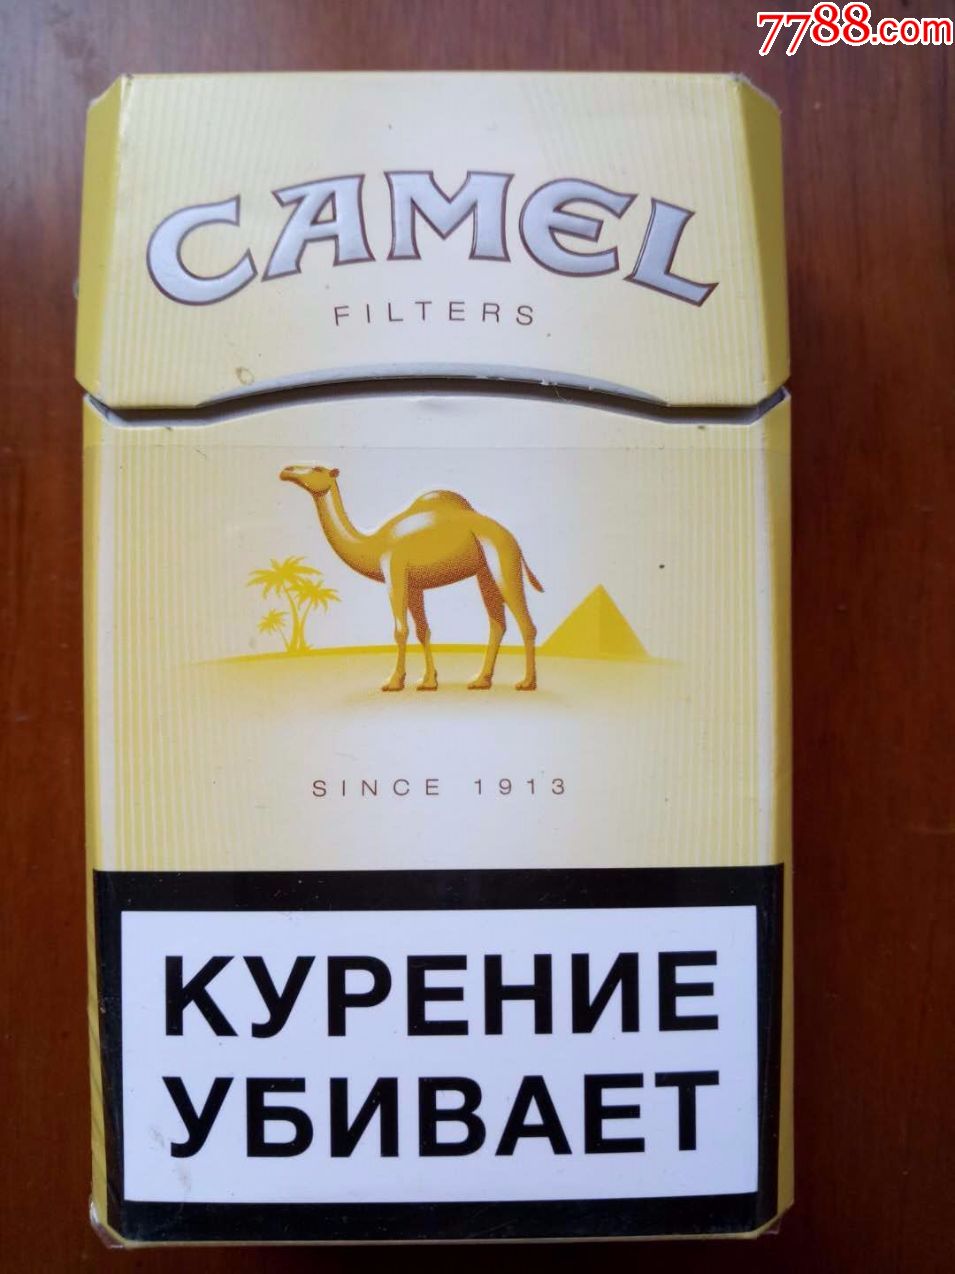 7788.com
CAMEL
FILTERS
SINCE 1913
КУРЕНИЕ
УБИВАЕТ